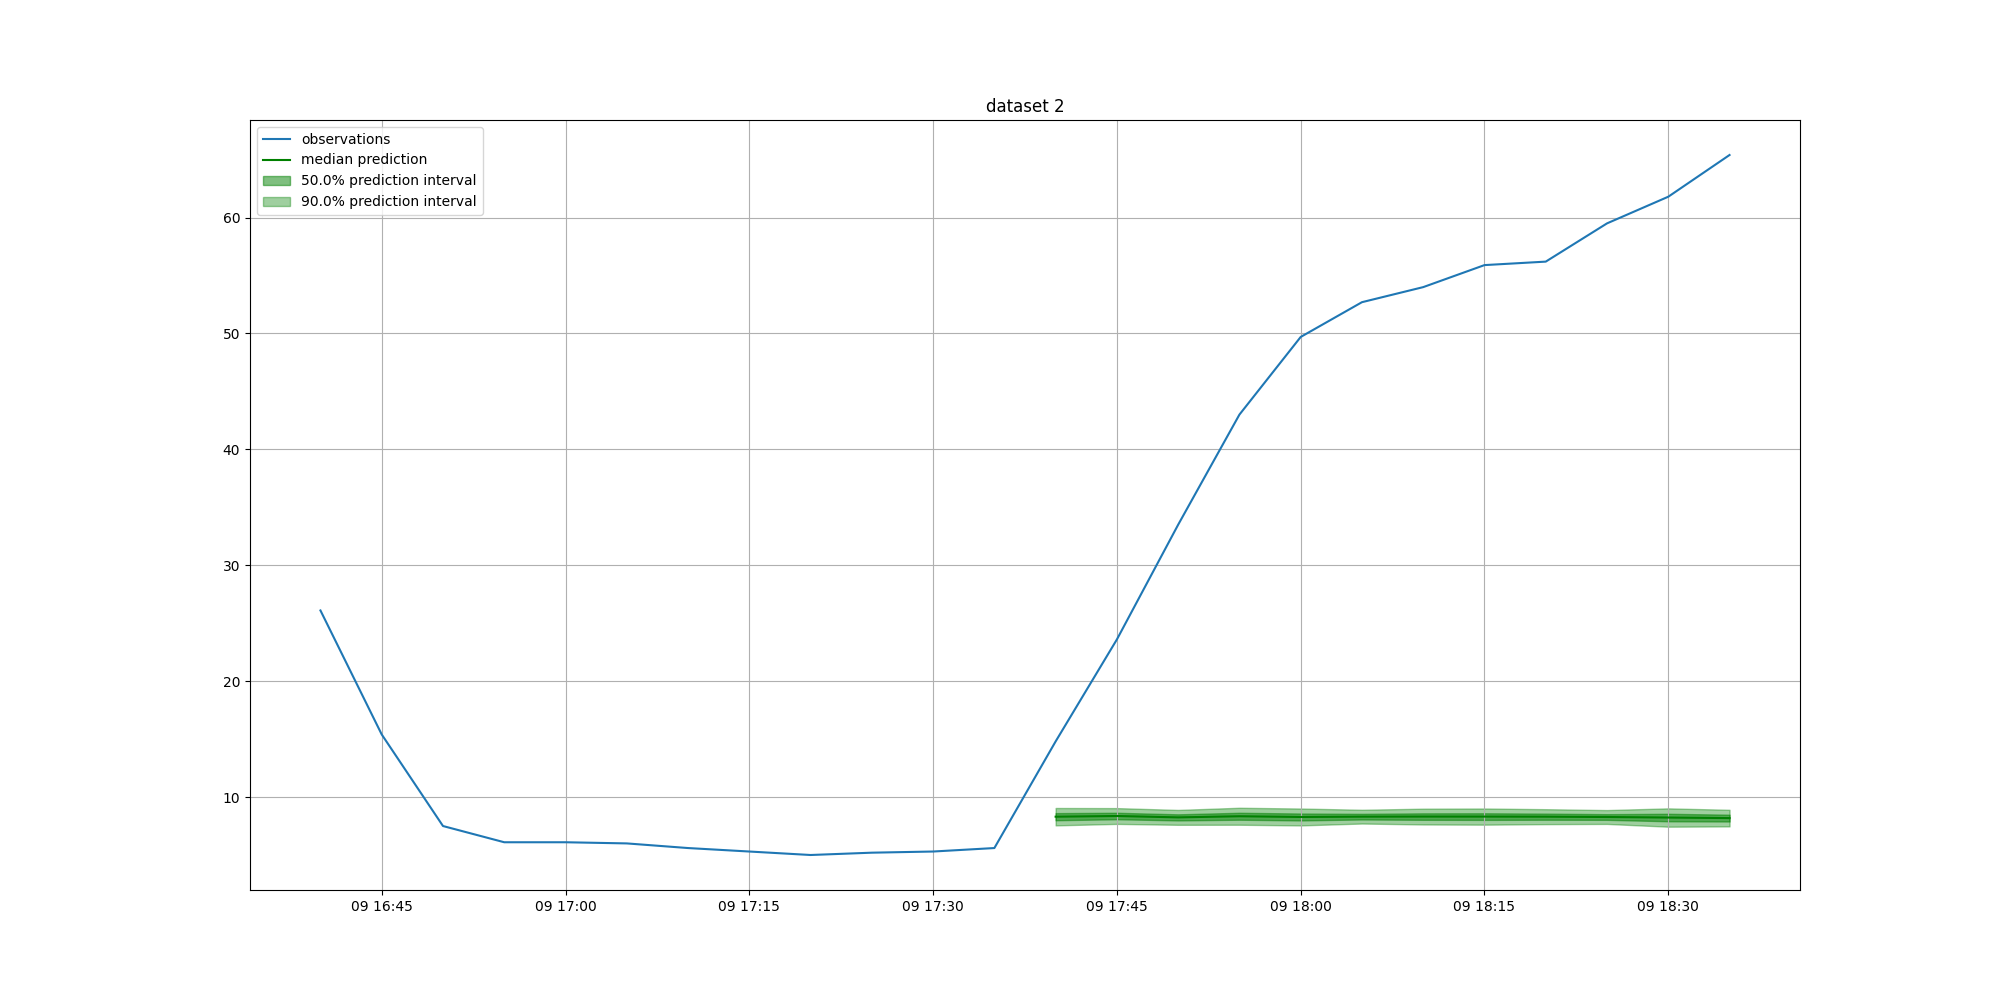 dataset 2
observations
median prediction
50.0% prediction interval
90.0% prediction interval
60
50
40
30
20
10
09 16:45
09 17:00
09 17:15
09 17:30
09 17:45
09 18:00
09 18:15
09 18:30